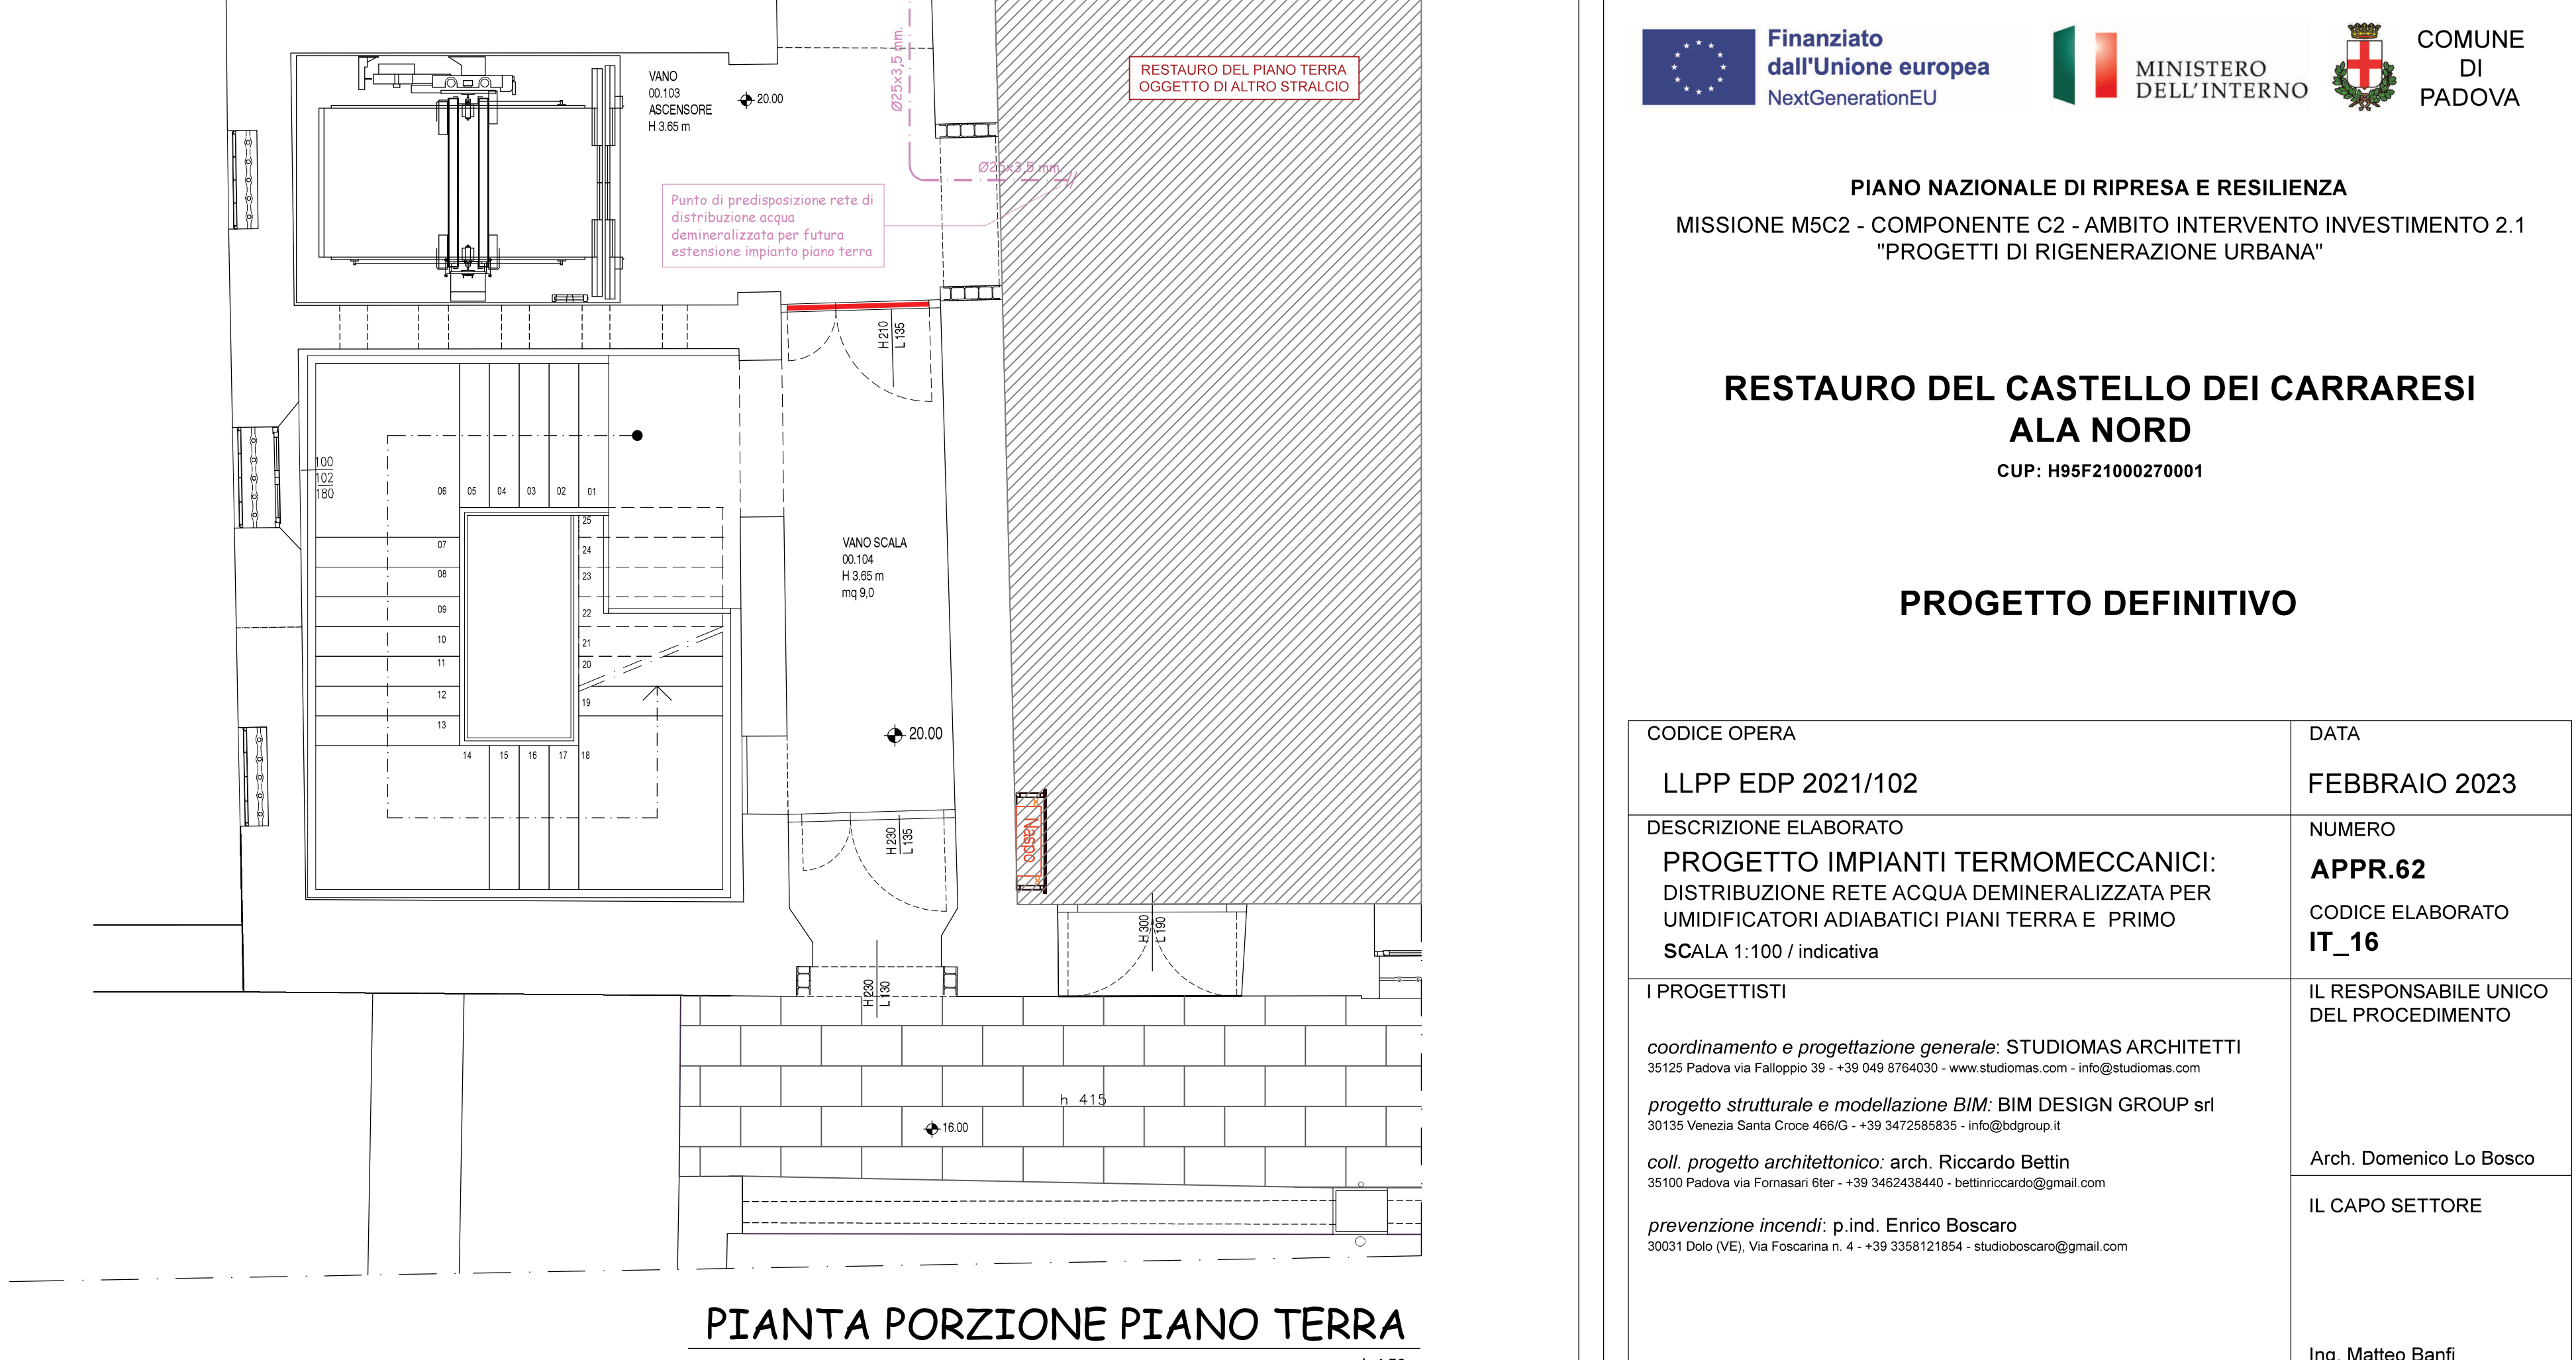 Ø25x3,5 mm.
VANO
00.103
ASCENSORE
H 3.65 m
20.00
RESTAURO DEL PIANO TERRA
OGGETTO DI ALTRO STRALCIO
Ø25x3,5 mm.
Punto di predisposizione rete di
distribuzione acqua
demineralizzata per futura
estensione impianto piano terra
H 210
L 135
100
102
180
06
05
04
03
02
01
25
24
23
22
21
20
19
07
08
09
10
11
12
13
14
15
16
17
18
VANO SCALA
00.104
H 3.65 m
mq 9,0
20.00
Naspo
H 230
L 135
H 300
L 190
H 230
L 130
h 415
16.00
PIANTA PORZIONE PIANO TERRA
Finanziato
dall'Unione europea
NextGenerationEU
MINISTERO
DELL'INTERNO
COMUNE
DI
PADOVA
PIANO NAZIONALE DI RIPRESA E RESILIENZA
MISSIONE M5C2 - COMPONENTE C2 - AMBITO INTERVENTO INVESTIMENTO 2.1
"PROGETTI DI RIGENERAZIONE URBANA"
RESTAURO DEL CASTELLO DEI CARRARESI
ALA NORD
CUP: H95F21000270001
PROGETTO DEFINITIVO
CODICE OPERA
LLPP EDP 2021/102
DATA
FEBBRAIO 2023
DESCRIZIONE ELABORATO
PROGETTO IMPIANTI TERMOMECCANICI:
DISTRIBUZIONE RETE ACQUA DEMINERALIZZATA PER
UMIDIFICATORI ADIABATICI PIANI TERRA E PRIMO
SCALA 1:100 / indicativa
NUMERO
APPR.62
CODICE ELABORATO
IT_16
I PROGETTISTI
coordinamento e progettazione generale: STUDIOMAS ARCHITETTI
35125 Padova via Falloppio 39 - +39 049 8764030 - www.studiomas.com - info@studiomas.com
progetto strutturale e modellazione BIM: BIM DESIGN GROUP srl
30135 Venezia Santa Croce 466/G - +39 3472585835 - info@bdgroup.it
coll. progetto architettonico: arch. Riccardo Bettin
35100 Padova via Fornasari 6ter - +39 3462438440 - bettinriccardo@gmail.com
prevenzione incendi: p.ind. Enrico Boscaro
30031 Dolo (VE), Via Foscarina n. 4 - +39 3358121854 - studioboscaro@gmail.com
IL RESPONSABILE UNICO
DEL PROCEDIMENTO
Arch. Domenico Lo Bosco
IL CAPO SETTORE
Ing. Matteo Banfi